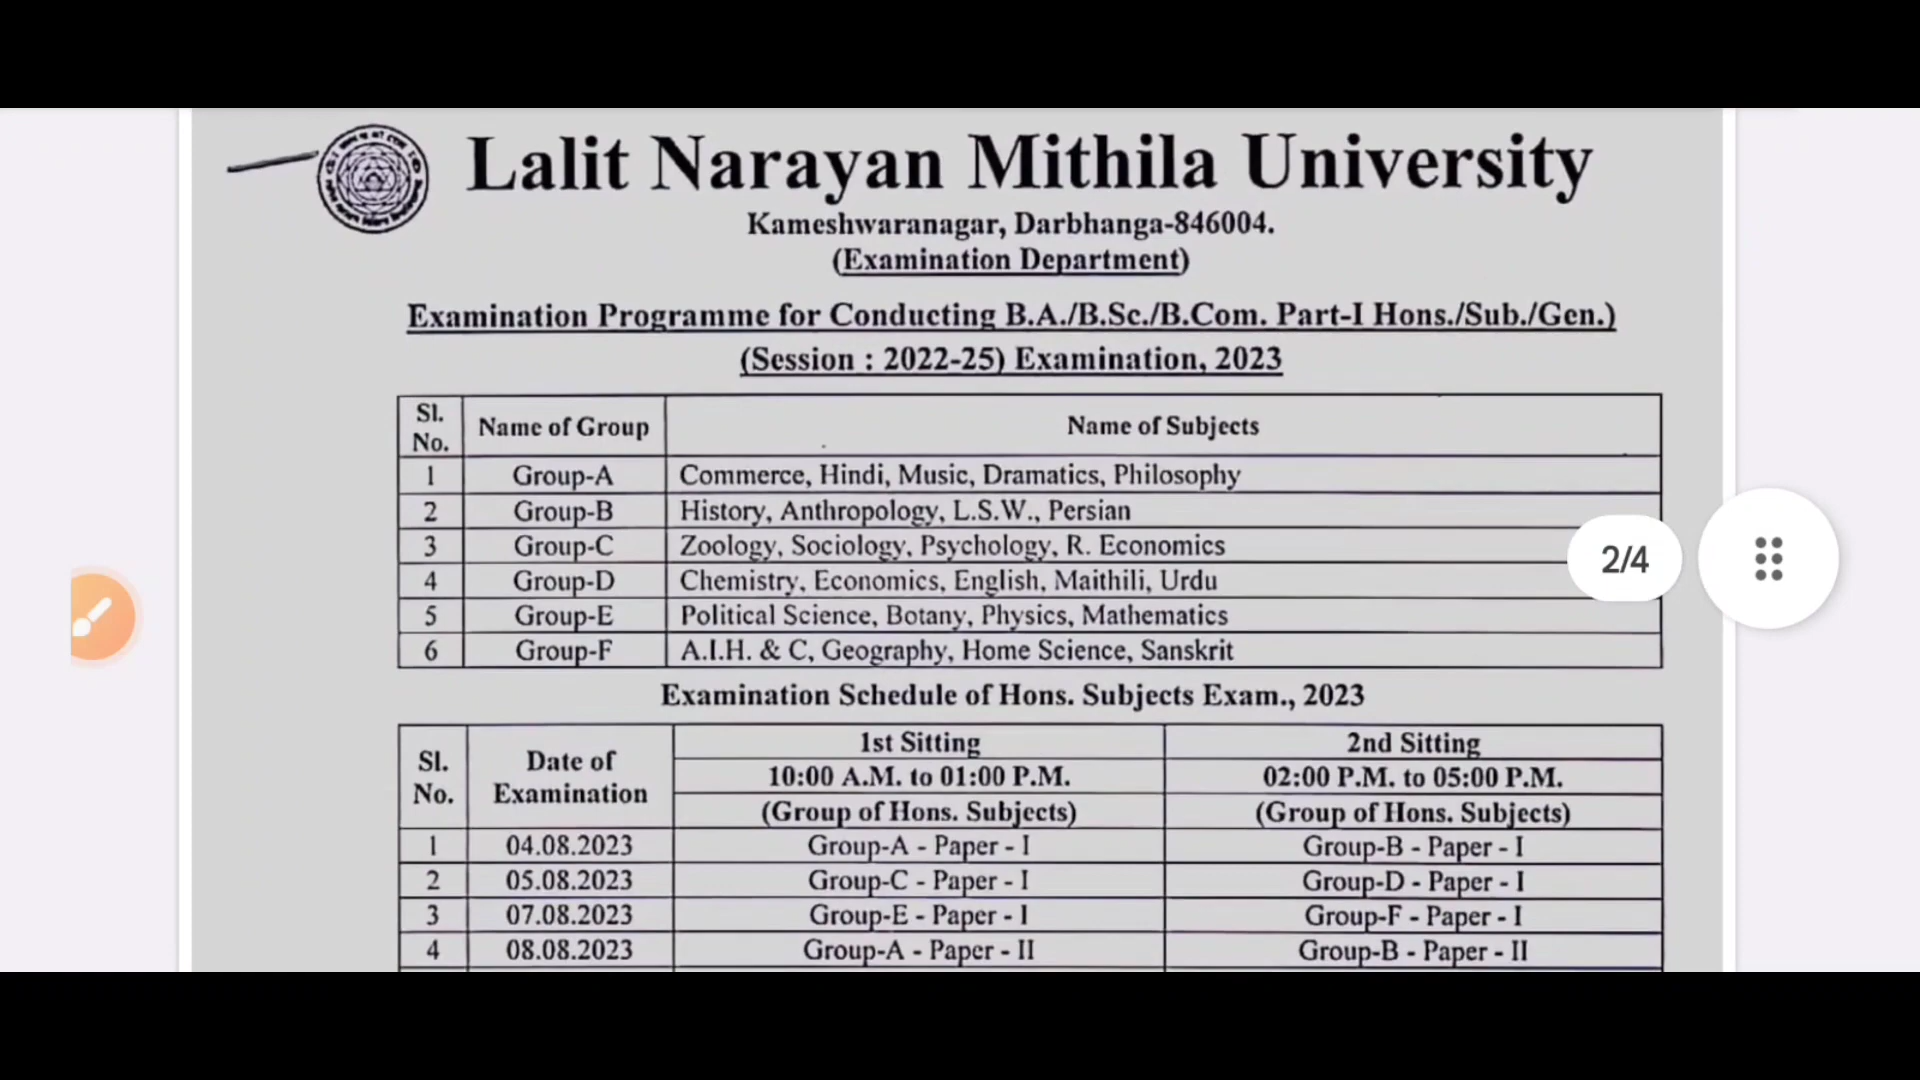 Lalit Narayan Mithila University
Kameshwaranagar, Darbhanga-846004.
(Examination Department)
Examination Programme for Conducting B.A./B.Sc./B.Com. Part-I Hons./Sub./Gen.)
(Session : 2022-25) Examination, 2023
Sl. No. Name of Group Name of Subjects
1 Group-A Commerce, Hindi, Music, Dramatics, Philosophy
2 Group-B History, Anthropology, L.S.W., Persian
3 Group-C Zoology, Sociology, Psychology, R. Economics
4 Group-D Chemistry, Economics, English, Maithili, Urdu
5 Group-E Political Science, Botany, Physics, Mathematics
6 Group-F A.I.H. & C, Geography, Home Science, Sanskrit
2/4
Examination Schedule of Hons. Subjects Exam., 2023
Sl. No. Date of Examination 1st Sitting 2nd Sitting
10:00 A.M. to 01:00 P.M. 02:00 P.M. to 05:00 P.M.
(Group of Hons. Subjects) (Group of Hons. Subjects)
1 04.08.2023 Group-A - Paper - I Group-B - Paper - I
2 05.08.2023 Group-C - Paper - I Group-D - Paper - I
3 07.08.2023 Group-E - Paper - I Group-F - Paper - I
4 08.08.2023 Group-A - Paper - II Group-B - Paper - II